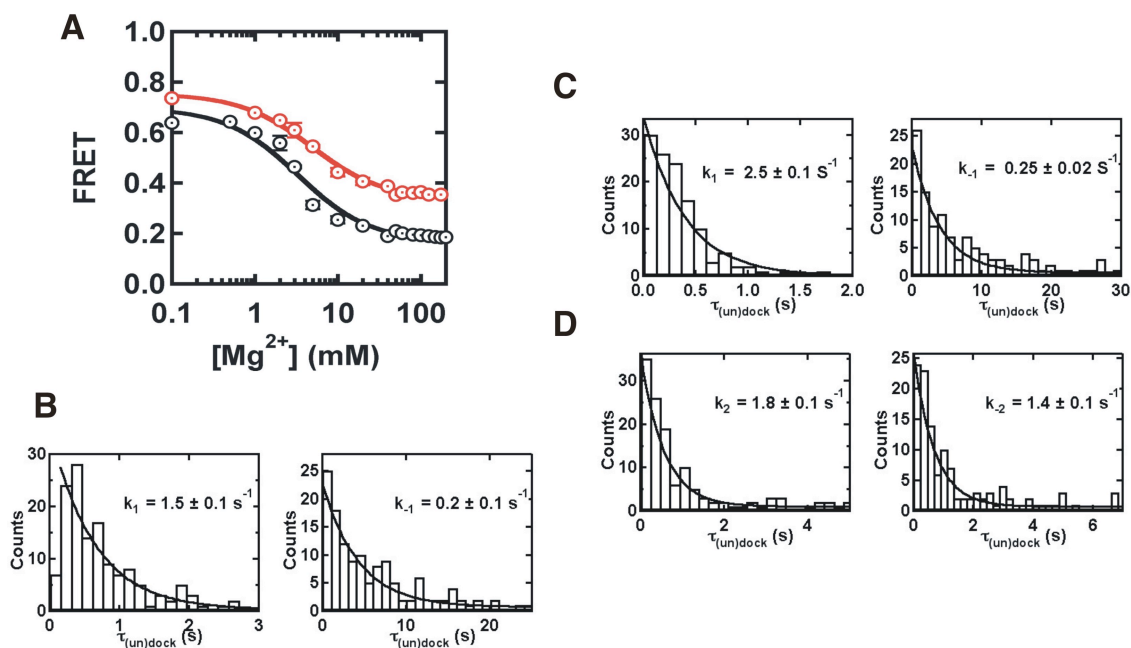 A
1.0
0.8
0.6
0.4
0.2
0.0
FRET
0.1 1 10 100
[Mg2+] (mM)
B
30
20
10
0
Counts
k1 = 1.5 ± 0.1 s-1
0 1 2 3
τ(un)dock (s)
25
20
15
10
5
0
Counts
k-1 = 0.2 ± 0.1 s-1
0 10 20
τ(un)dock (s)
C
30
20
10
0
Counts
k1 = 2.5 ± 0.1 S-1
0.0 0.5 1.0 1.5 2.0
τ(un)dock (s)
25
20
15
10
5
0
Counts
k-1 = 0.25 ± 0.02 S-1
0 10 20 30
τ(un)dock (s)
D
30
20
10
0
Counts
k2 = 1.8 ± 0.1 s-1
0 2 4
τ(un)dock (s)
25
20
15
10
5
0
Counts
k-2 = 1.4 ± 0.1 s-1
0 2 4 6
τ(un)dock (s)